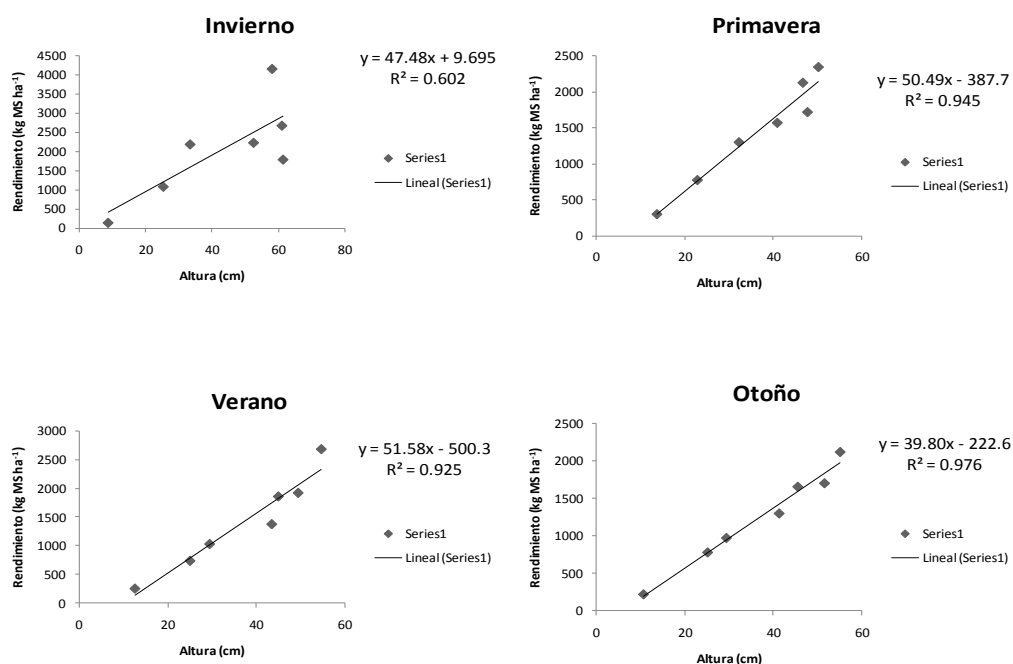 Invierno
y = 47.48x + 9.695
R² = 0.602
Rendimiento (kg MS ha⁻¹)
4500
4000
3500
3000
2500
2000
1500
1000
500
0
0 20 40 60 80
Altura (cm)
Series1
Lineal (Series1)
Primavera
y = 50.49x - 387.7
R² = 0.945
Rendimiento (kg MS ha⁻¹)
2500
2000
1500
1000
500
0
0 20 40 60
Altura (cm)
Series1
Lineal (Series1)
Verano
y = 51.58x - 500.3
R² = 0.925
Rendimiento (kg MS ha⁻¹)
3000
2500
2000
1500
1000
500
0
0 20 40 60
Altura (cm)
Series1
Lineal (Series1)
Otoño
y = 39.80x - 222.6
R² = 0.976
Rendimiento (kg MS ha⁻¹)
2500
2000
1500
1000
500
0
0 20 40 60
Altura (cm)
Series1
Lineal (Series1)